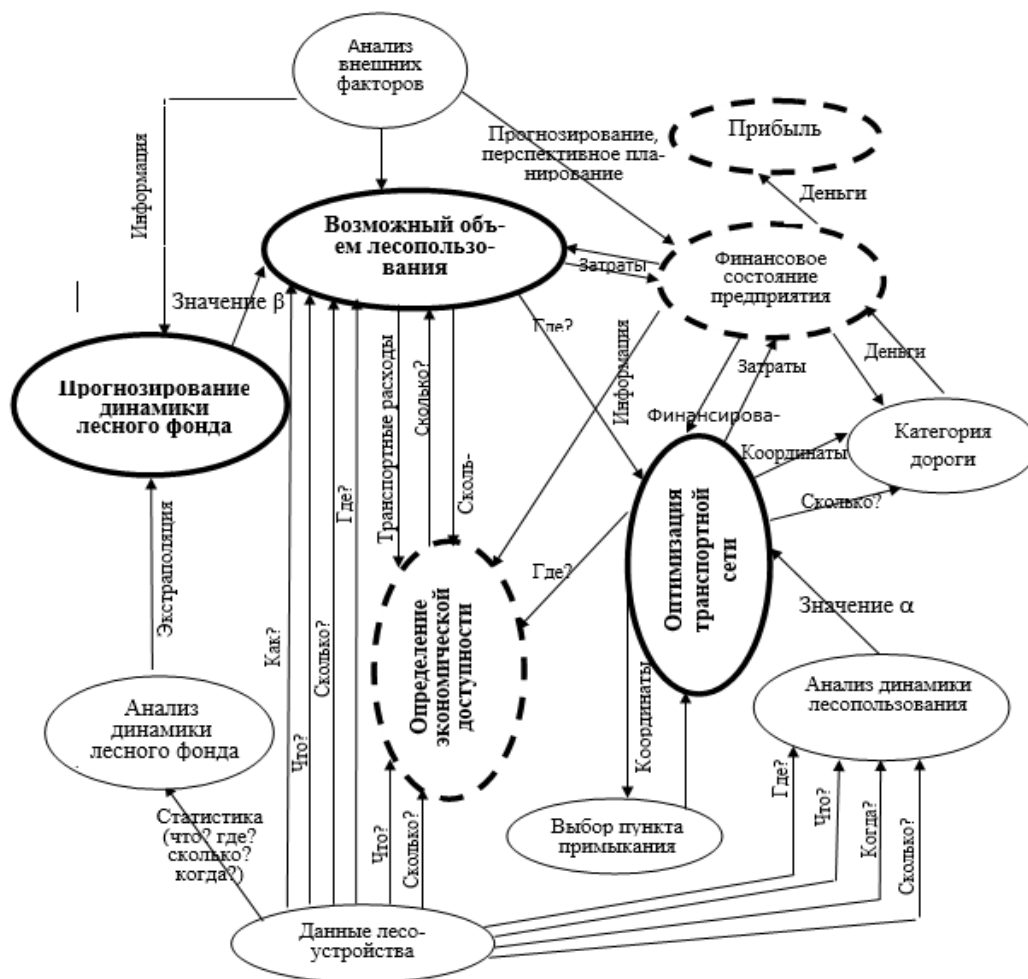 Анализ
внешних
факторов
Прибыль
Прогнозирование,
перспективное пла-
нирование
Информация
Деньги
Возможный объ-
ем лесопользо-
вания
Затраты
Финансовое
состояние
предприятия
Значение β
Где?
Информация
Затраты
Деньги
Прогнозирование
динамики
лесного фонда
Транспортные расходы
Сколько?
Сколь-
Финансирова-
Категория
дороги
Координаты
Сколько?
Где?
Где?
Оптимизация
транспортной
сети
Значение α
Экстраполяция
Как?
Что?
Сколько?
Определение
экономической
доступности
Координаты
Анализ динамики
лесопользования
Анализ
динамики
лесного фонда
Где?
Что?
Когда?
Сколько?
Статистика
(что? где?
сколько?
когда?)
Что?
Сколько?
Выбор пункта
примыкания
Данные лесо-
устройства